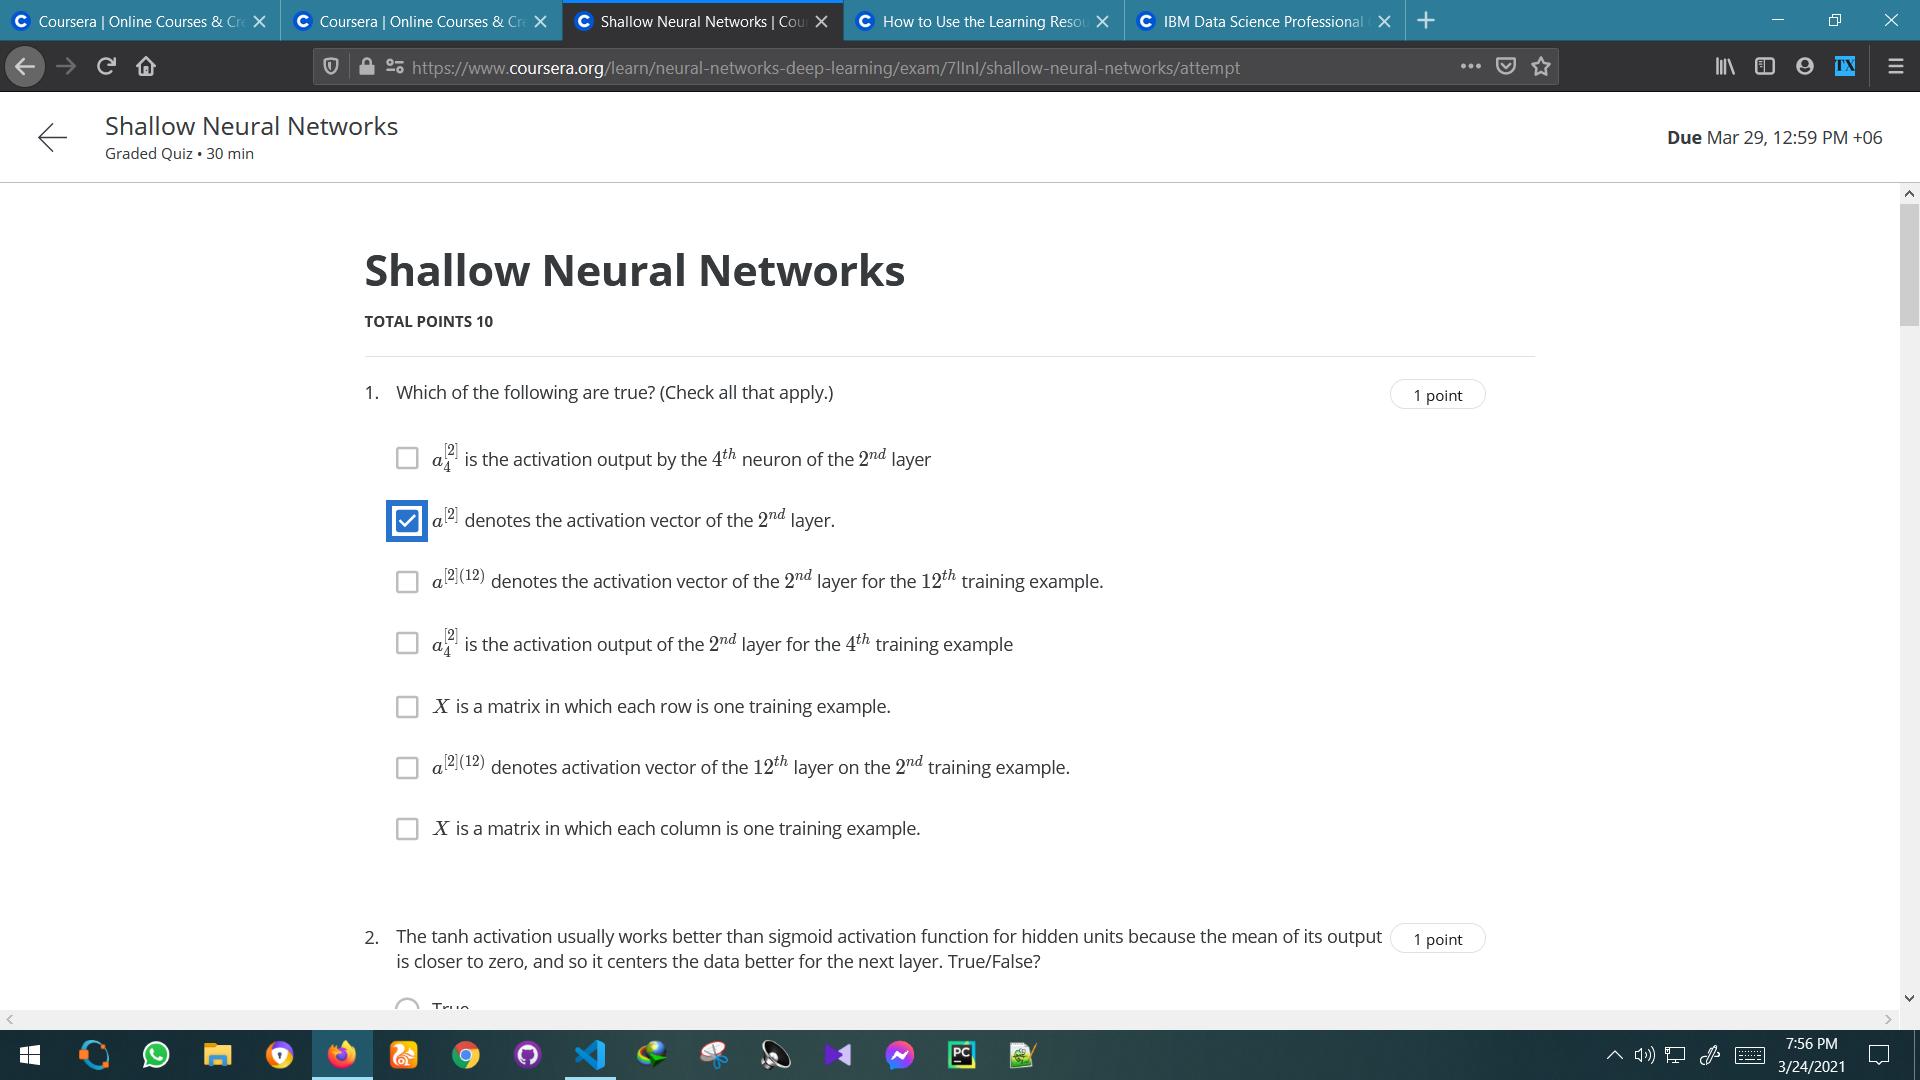 Coursera | Online Courses & Cre
Coursera | Online Courses & Cre
Shallow Neural Networks | Cour
How to Use the Learning Resou
IBM Data Science Professional
https://www.coursera.org/learn/neural-networks-deep-learning/exam/7lInI/shallow-neural-networks/attempt
TX
Shallow Neural Networks
Graded Quiz • 30 min
Due Mar 29, 12:59 PM +06
Shallow Neural Networks
TOTAL POINTS 10
1. Which of the following are true? (Check all that apply.)
1 point
a_4^{[2]} is the activation output by the 4^{th} neuron of the 2^{nd} layer
a^{[2]} denotes the activation vector of the 2^{nd} layer.
a^{[2](12)} denotes the activation vector of the 2^{nd} layer for the 12^{th} training example.
a_4^{[2]} is the activation output of the 2^{nd} layer for the 4^{th} training example
X is a matrix in which each row is one training example.
a^{[2](12)} denotes activation vector of the 12^{th} layer on the 2^{nd} training example.
X is a matrix in which each column is one training example.
2. The tanh activation usually works better than sigmoid activation function for hidden units because the mean of its output
is closer to zero, and so it centers the data better for the next layer. True/False?
1 point
True
PC
7:56 PM
3/24/2021